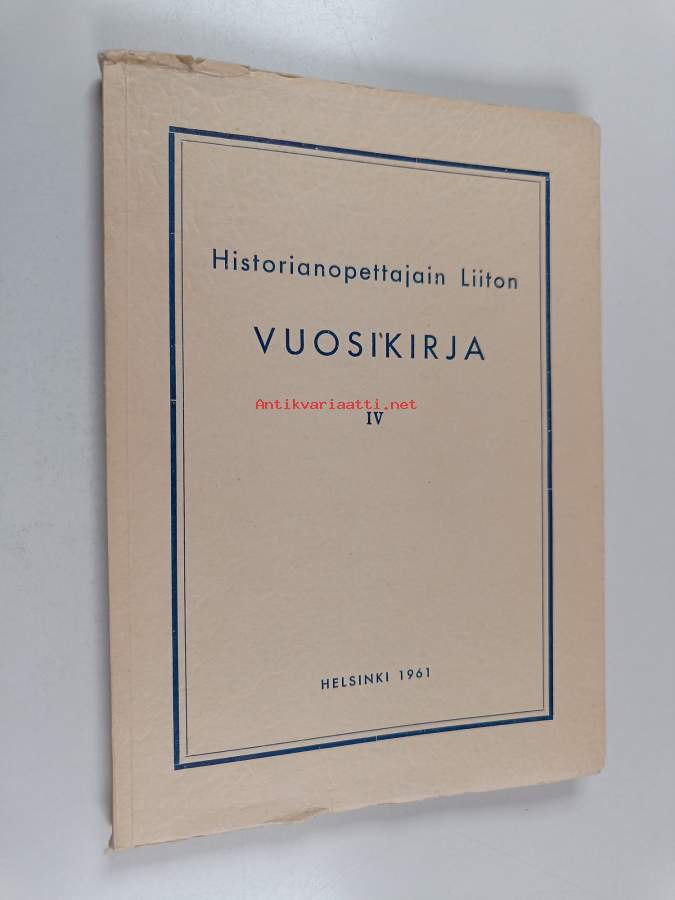 Historianopettajain Liiton
VUOSIKIRJA
Antikvariaatti.net
IV
HELSINKI 1961